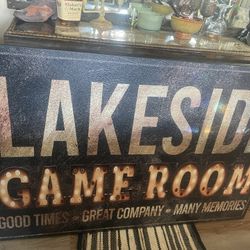 LAKESID
GAME ROOM
GOOD TIMES - GREAT COMPANY - MANY MEMORIES